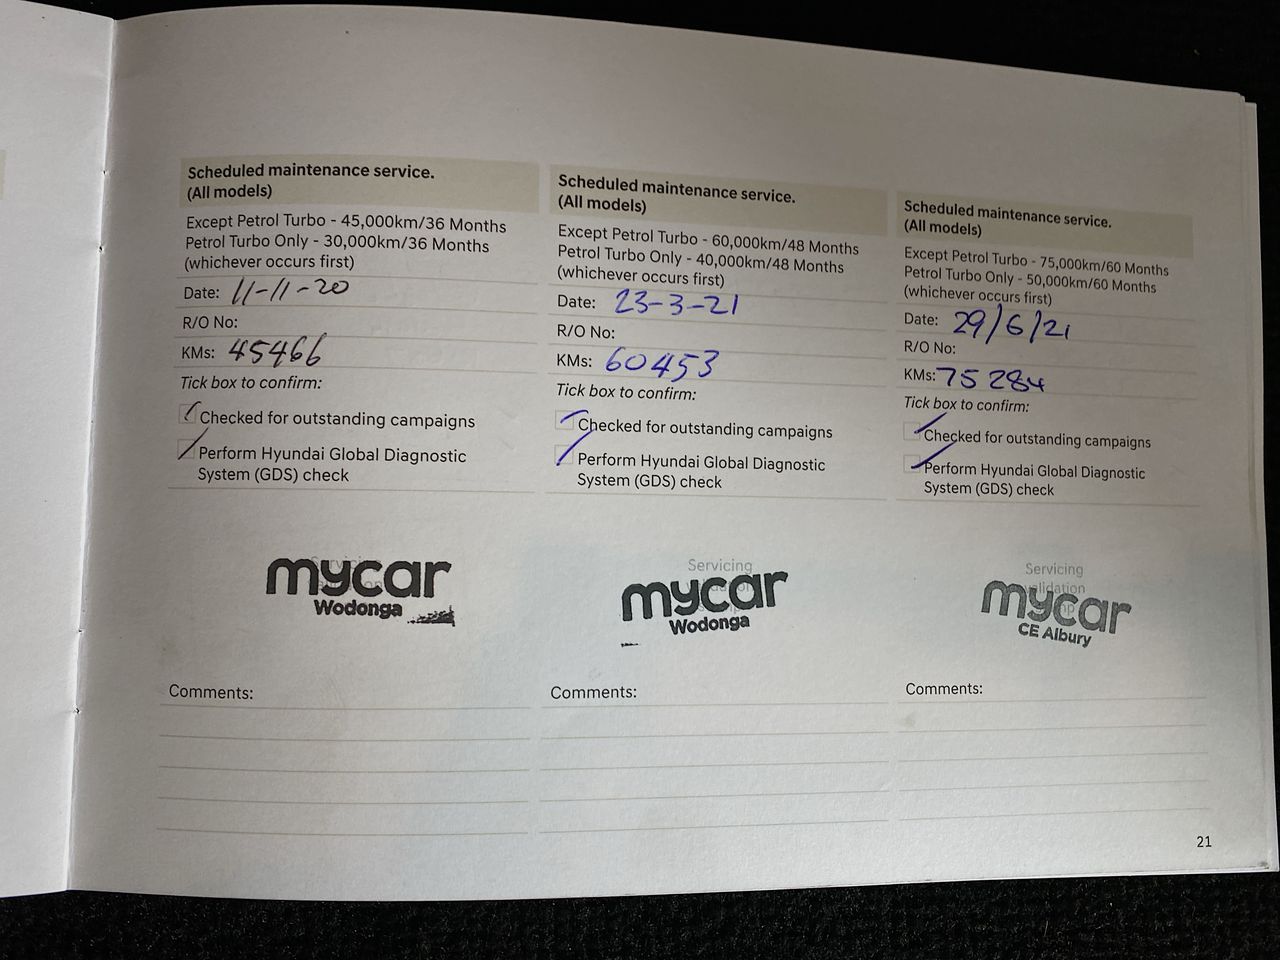 Scheduled maintenance service.
(All models)
Except Petrol Turbo - 45,000km/36 Months
Petrol Turbo Only - 30,000km/36 Months
(whichever occurs first)
Date: 11-11-20
R/O No:
KMs: 45466
Tick box to confirm:
Checked for outstanding campaigns
Perform Hyundai Global Diagnostic
System (GDS) check
mycar
Wodonga
Comments:
Scheduled maintenance service.
(All models)
Except Petrol Turbo - 60,000km/48 Months
Petrol Turbo Only - 40,000km/48 Months
(whichever occurs first)
Date: 23-3-21
R/O No:
KMs: 60453
Tick box to confirm:
Checked for outstanding campaigns
Perform Hyundai Global Diagnostic
System (GDS) check
Servicing
mycar
Wodonga
Comments:
Scheduled maintenance service.
(All models)
Except Petrol Turbo - 75,000km/60 Months
Petrol Turbo Only - 50,000km/60 Months
(whichever occurs first)
Date: 29/6/21
R/O No:
KMs: 75284
Tick box to confirm:
Checked for outstanding campaigns
Perform Hyundai Global Diagnostic
System (GDS) check
Servicing
mycar
CE Albury
Comments:
21